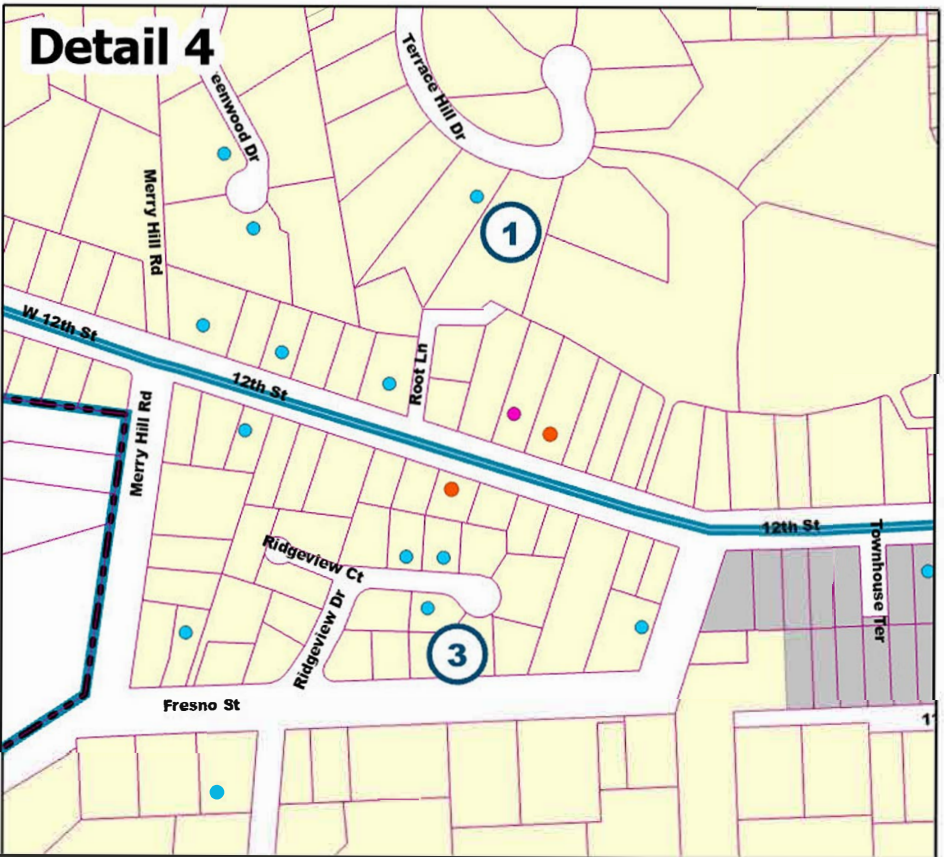 Detail 4
eenwood Dr
Terrace Hill Dr
Merry Hill Rd
1
W 12th St
12th St
Root Ln
Merry Hill Rd
12th St
Townhouse Ter
Ridgeview Ct
Ridgeview Dr
3
Fresno St
11